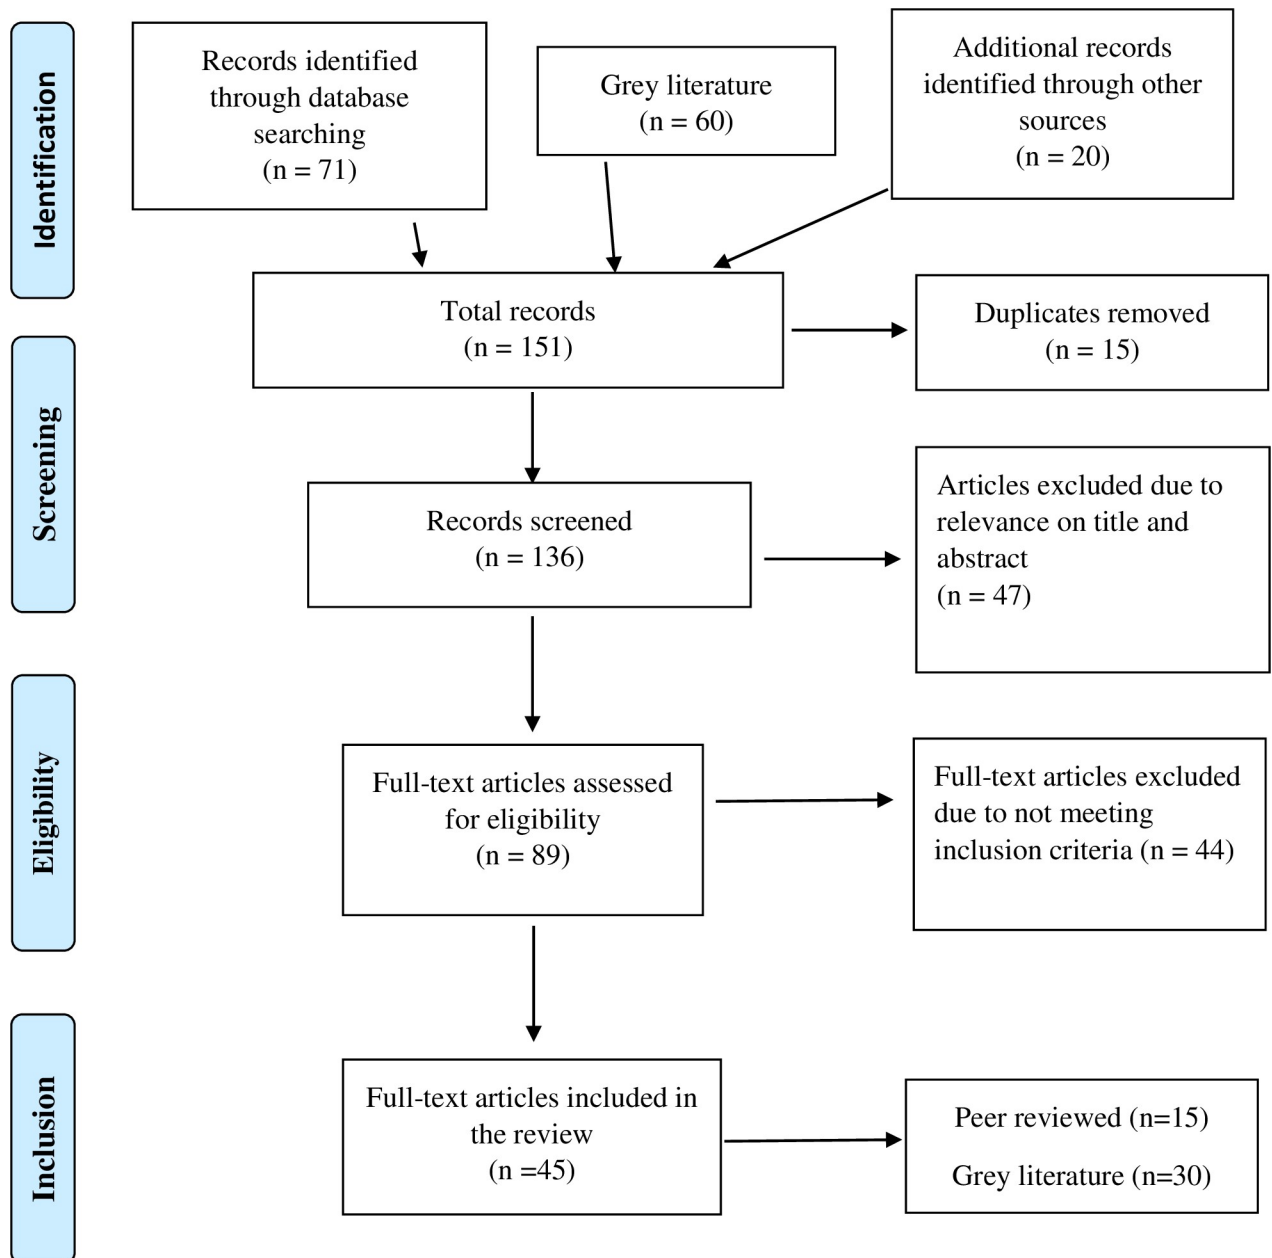 Identification
Records identified
through database
searching
(n = 71)
Grey literature
(n = 60)
Additional records
identified through other
sources
(n = 20)
Total records
(n = 151)
Duplicates removed
(n = 15)
Screening
Records screened
(n = 136)
Articles excluded due to
relevance on title and
abstract
(n = 47)
Eligibility
Full-text articles assessed
for eligibility
(n = 89)
Full-text articles excluded
due to not meeting
inclusion criteria (n = 44)
Inclusion
Full-text articles included in
the review
(n =45)
Peer reviewed (n=15)
Grey literature (n=30)